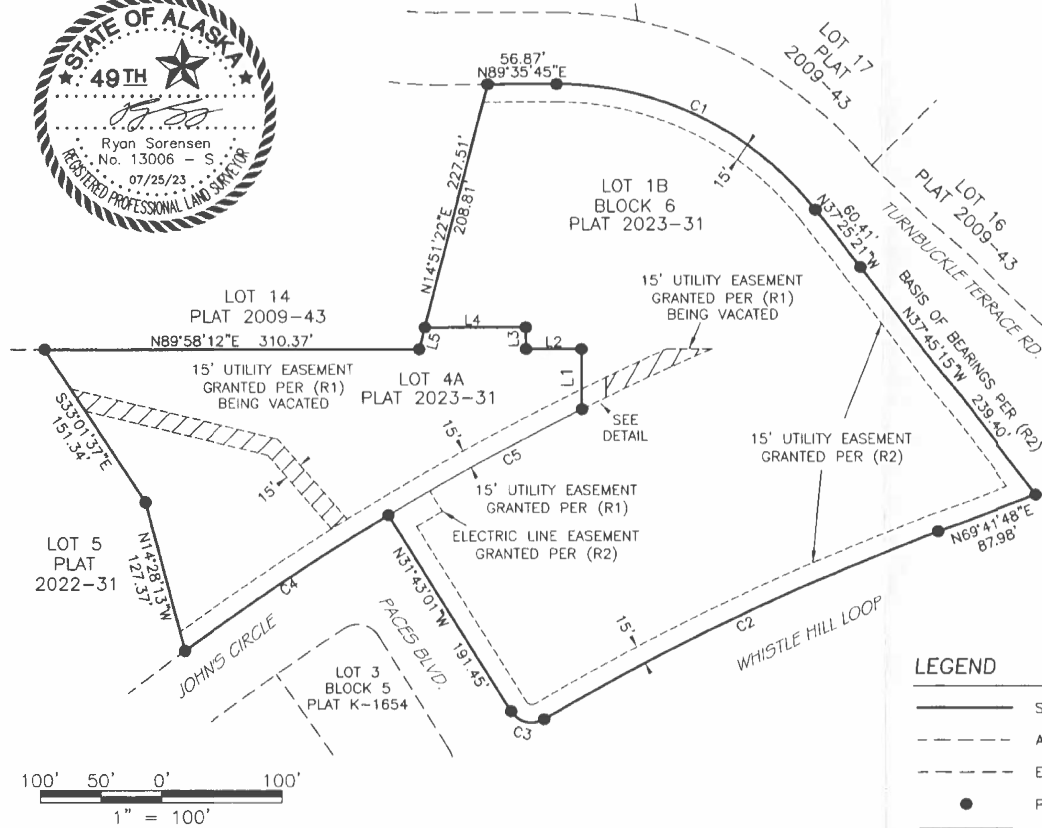 STATE OF ALASKA
49TH
Ryan Sorensen
No. 13006 - S
07/25/23
REGISTERED PROFESSIONAL LAND SURVEYOR
56.87'
N89°35'45"E
C1
15'
LOT 17
PLAT
2009-43
LOT 16
PLAT 2009-43
TURNBUCKLE TERRACE RD.
N14°51'22"E 227.51'
208.81'
LOT 1B
BLOCK 6
PLAT 2023-31
60.41'
N37°25'21"W
BASIS OF BEARINGS PER (R2)
N37°45'15"W 239.40'
LOT 14
PLAT 2009-43
N89°58'12"E 310.37'
L5
L4
L3
L2
L1
15' UTILITY EASEMENT
GRANTED PER (R1)
BEING VACATED
15' UTILITY EASEMENT
GRANTED PER (R1)
BEING VACATED
LOT 4A
PLAT 2023-31
SEE
DETAIL
S33°01'37"E
151.34'
15'
15'
C5
15' UTILITY EASEMENT
GRANTED PER (R2)
15' UTILITY EASEMENT
GRANTED PER (R1)
ELECTRIC LINE EASEMENT
GRANTED PER (R2)
N69°41'48"E
87.98'
LOT 5
PLAT
2022-31
N14°28'13"W
127.37'
C4
JOHN'S CIRCLE
PACES BLVD.
N31°43'01"W 191.45'
15'
C2
WHISTLE HILL LOOP
C3
LOT 3
BLOCK 5
PLAT K-1654
LEGEND
S
A
E
P
100' 50' 0' 100'
1" = 100'